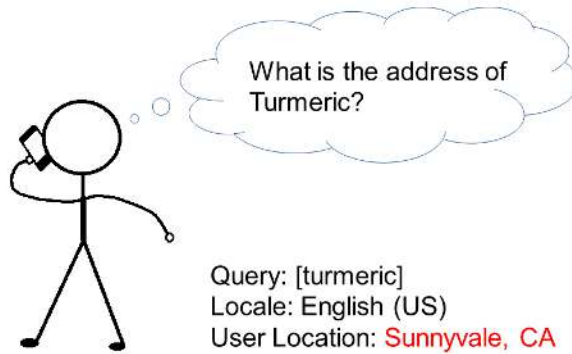 What is the address of
Turmeric?
Query: [turmeric]
Locale: English (US)
User Location: Sunnyvale, CA